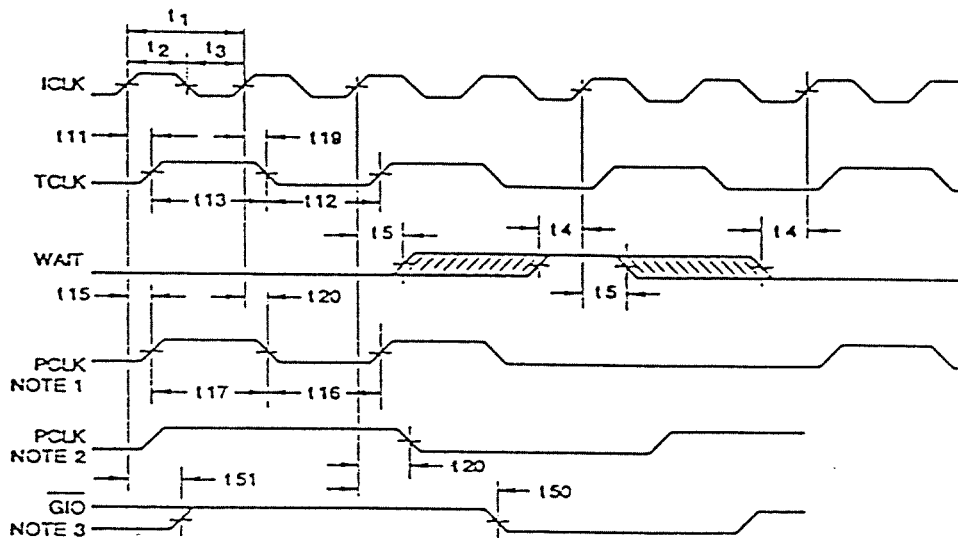 t1
t2 t3
ICLK
t11 t19
TCLK
t13 t12
t5 t4 t4
WAIT
t15 t20 t5
PCLK
NOTE 1
t17 t16
PCLK
NOTE 2
t20
t51 t50
GIO
NOTE 3